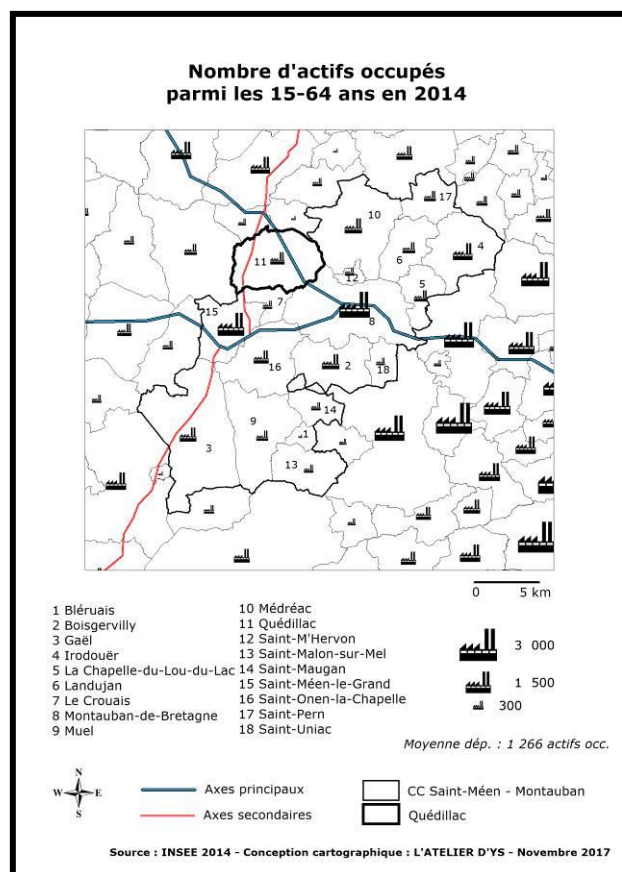 Nombre d'actifs occupés
parmi les 15-64 ans en 2014
17
10
4
6
11
12
5
7
15
8
16
2
18
14
9
1
3
13
0 5 km
1 Bléruais
2 Boisgervilly
3 Gaël
4 Irodouër
5 La Chapelle-du-Lou-du-Lac
6 Landujan
7 Le Crouais
8 Montauban-de-Bretagne
9 Muel
10 Médréac
11 Quédillac
12 Saint-M'Hervon
13 Saint-Malon-sur-Mel
14 Saint-Maugan
15 Saint-Méen-le-Grand
16 Saint-Onen-la-Chapelle
17 Saint-Pern
18 Saint-Uniac
3 000
1 500
300
Moyenne dép. : 1 266 actifs occ.
N
W E
S
Axes principaux
Axes secondaires
CC Saint-Méen - Montauban
Quédillac
Source : INSEE 2014 - Conception cartographique : L'ATELIER D'YS - Novembre 2017